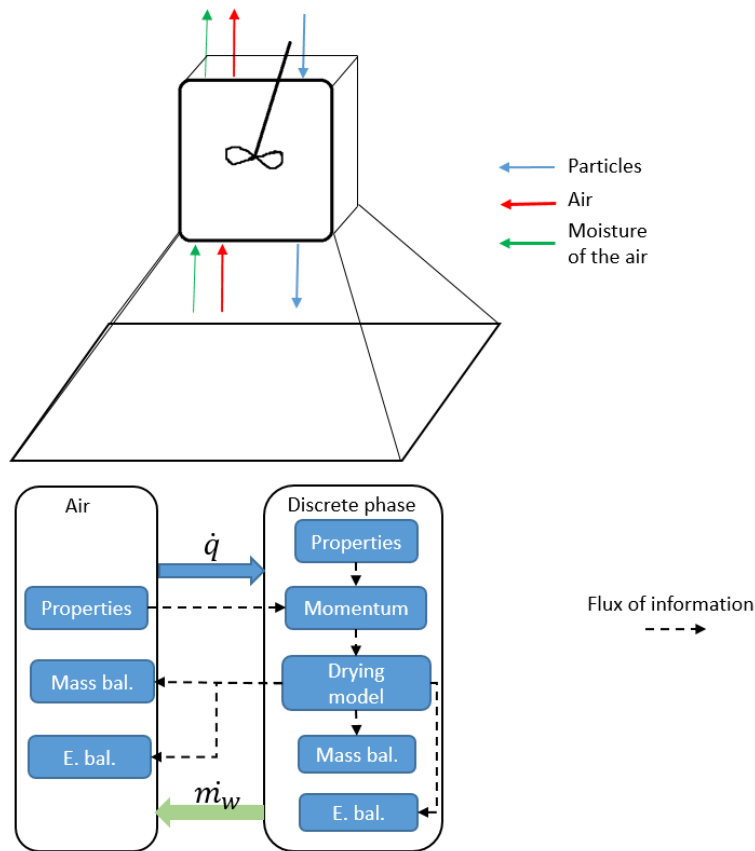 Particles
Air
Moisture
of the air
Air
Discrete phase
q̇
Properties
Properties
Momentum
Flux of information
Mass bal.
Drying
model
E. bal.
Mass bal.
ṁ_w
E. bal.